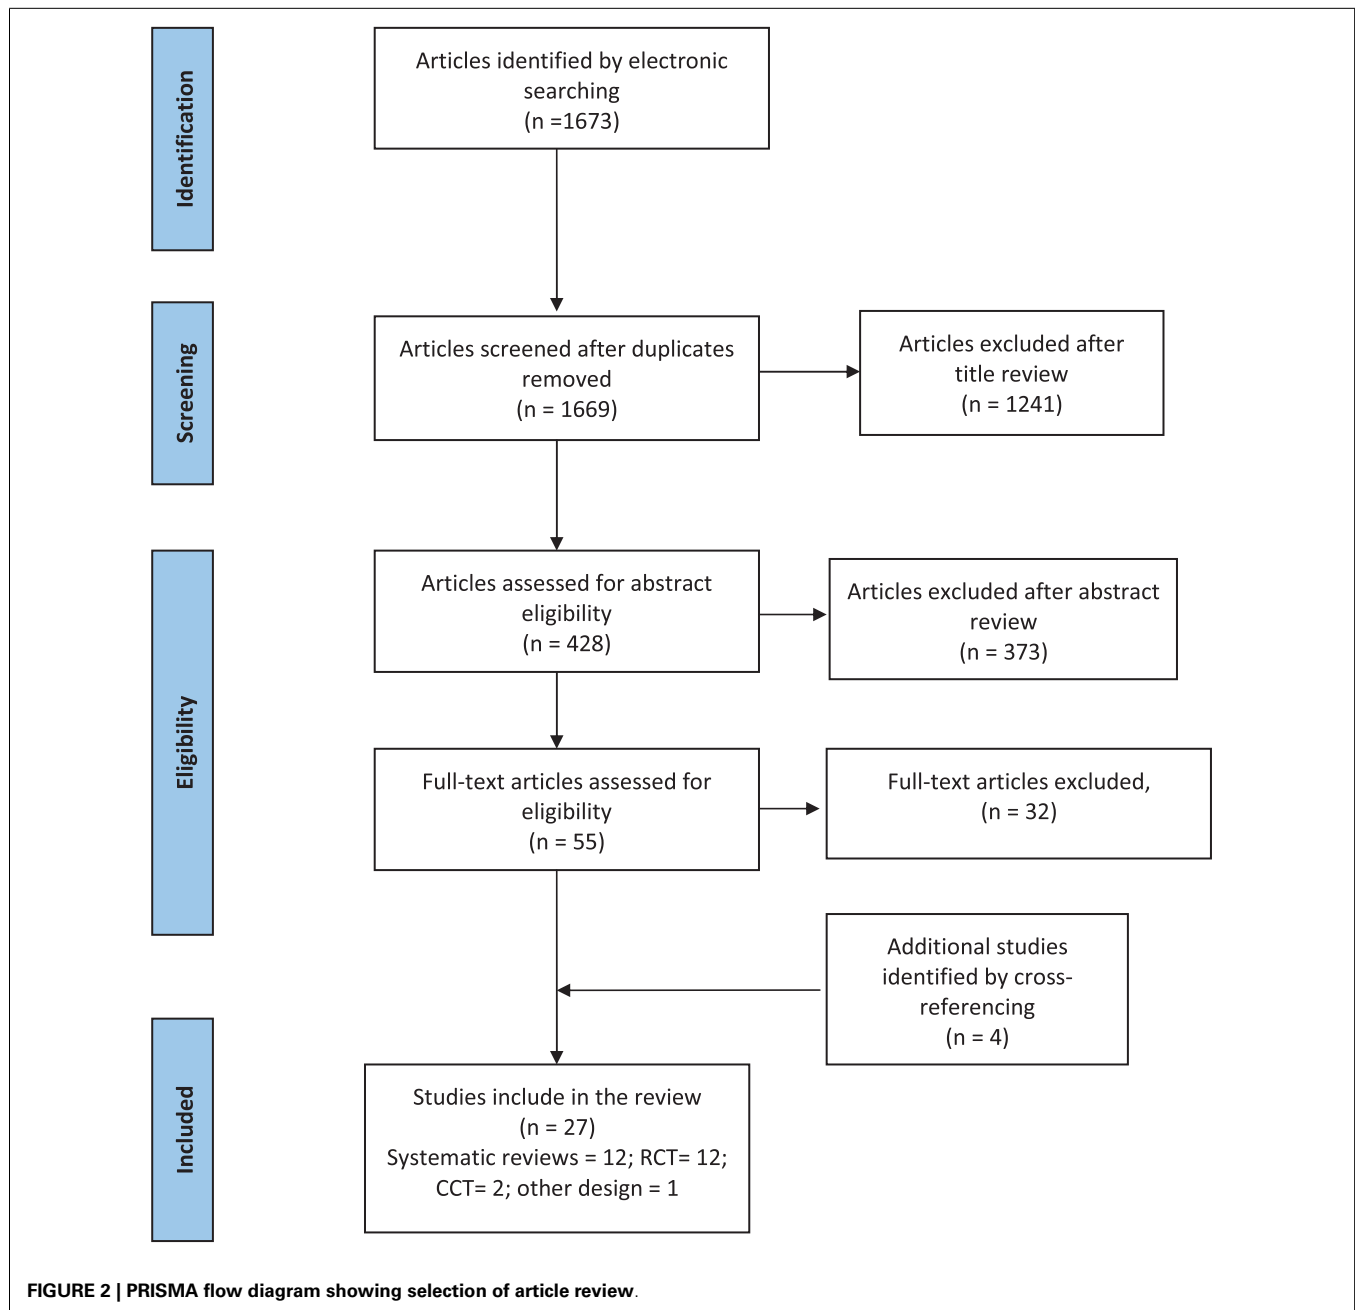 Identification
Articles identified by electronic
searching
(n =1673)
Screening
Articles screened after duplicates
removed
(n = 1669)
Articles excluded after
title review
(n = 1241)
Eligibility
Articles assessed for abstract
eligibility
(n = 428)
Articles excluded after abstract
review
(n = 373)
Full-text articles assessed for
eligibility
(n = 55)
Full-text articles excluded,
(n = 32)
Additional studies
identified by cross-
referencing
(n = 4)
Included
Studies include in the review
(n = 27)
Systematic reviews = 12; RCT= 12;
CCT= 2; other design = 1
FIGURE 2 | PRISMA flow diagram showing selection of article review.